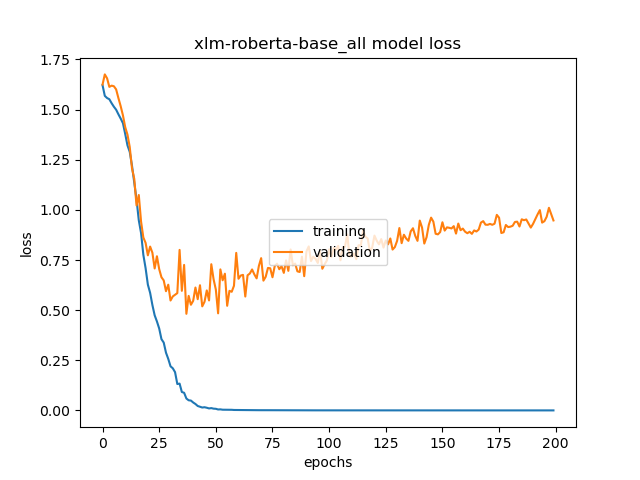 xlm-roberta-base_all model loss
1.75
1.50
1.25
1.00
0.75
0.50
0.25
0.00
loss
training
validation
0 25 50 75 100 125 150 175 200
epochs